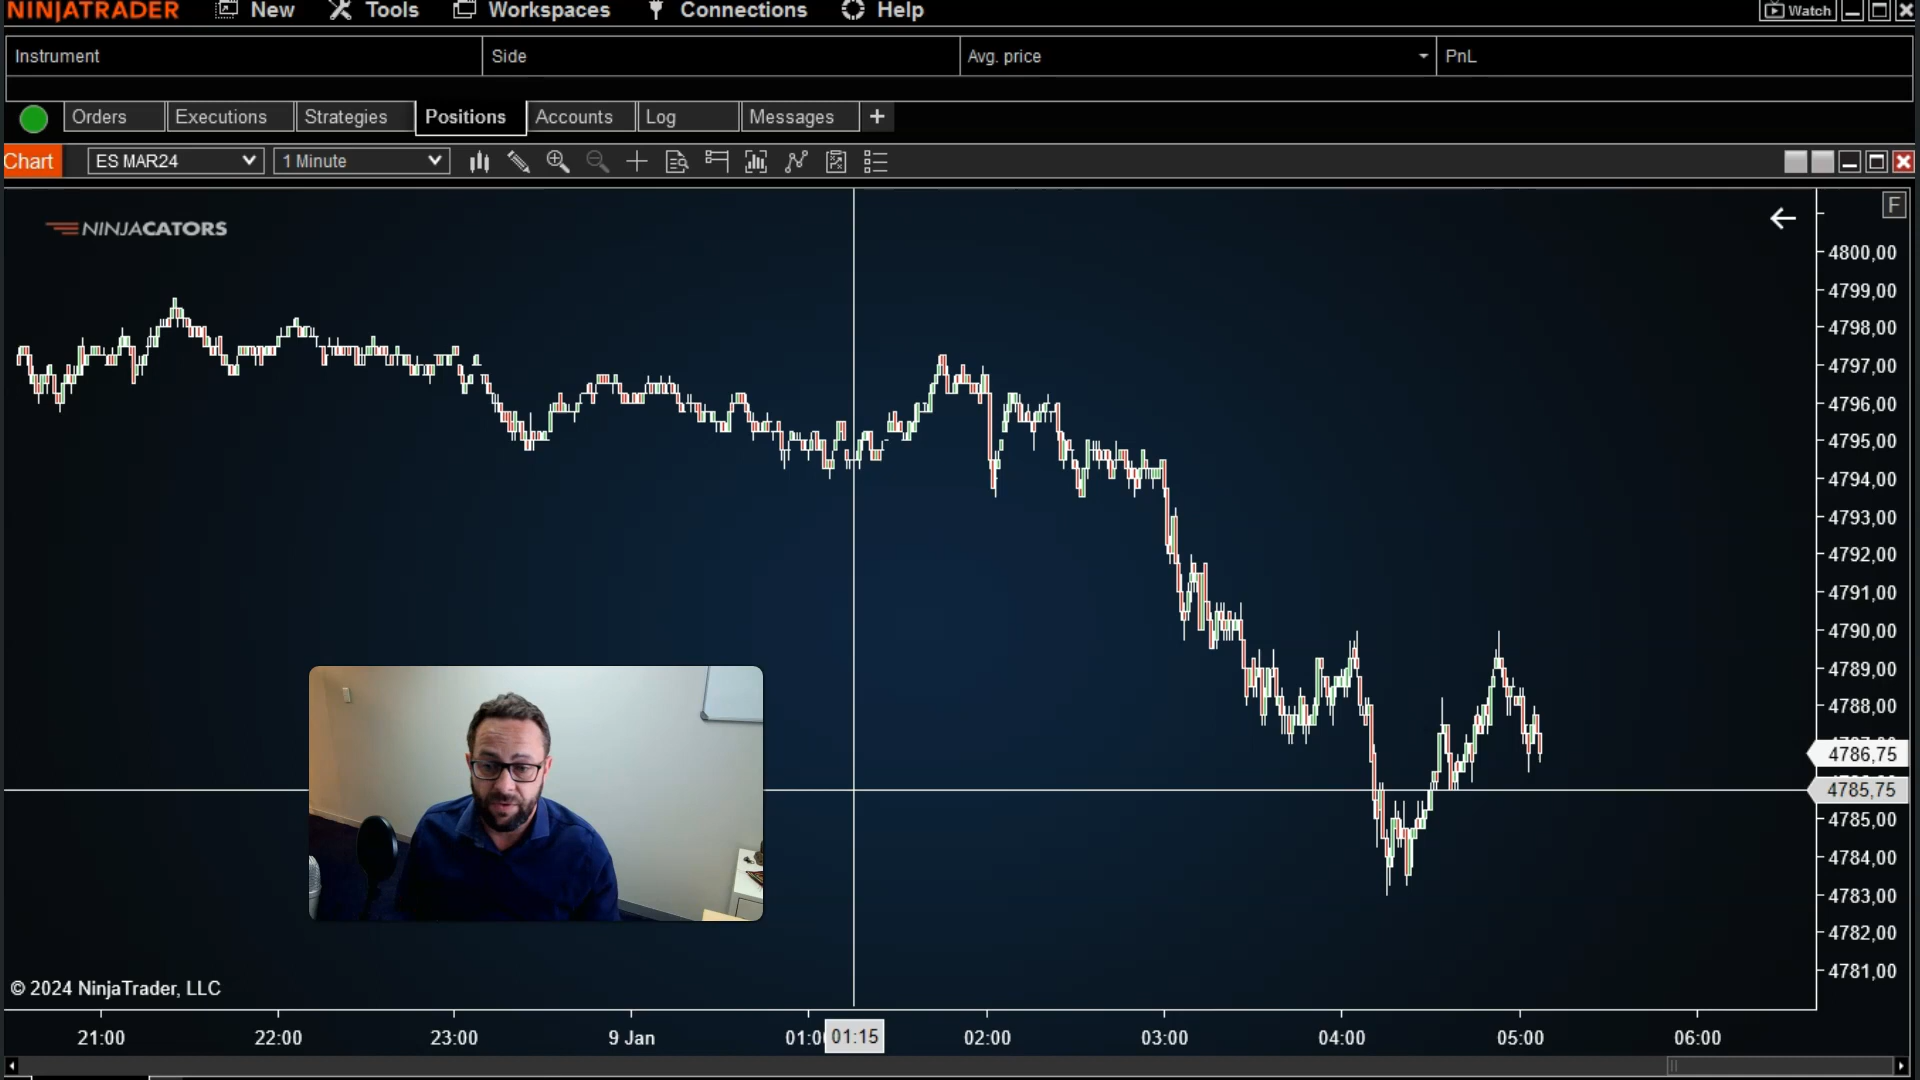 NINJATRADER New Tools Workspaces Connections Help Watch
Instrument Side Avg. price PnL
Orders Executions Strategies Positions Accounts Log Messages +
Chart ES MAR24 1 Minute
F
NINJACATORS
4800,00
4799,00
4798,00
4797,00
4796,00
4795,00
4794,00
4793,00
4792,00
4791,00
4790,00
4789,00
4788,00
4786,75
4785,75
4785,00
4784,00
4783,00
4782,00
4781,00
© 2024 NinjaTrader, LLC
21:00 22:00 23:00 9 Jan 01:15 02:00 03:00 04:00 05:00 06:00